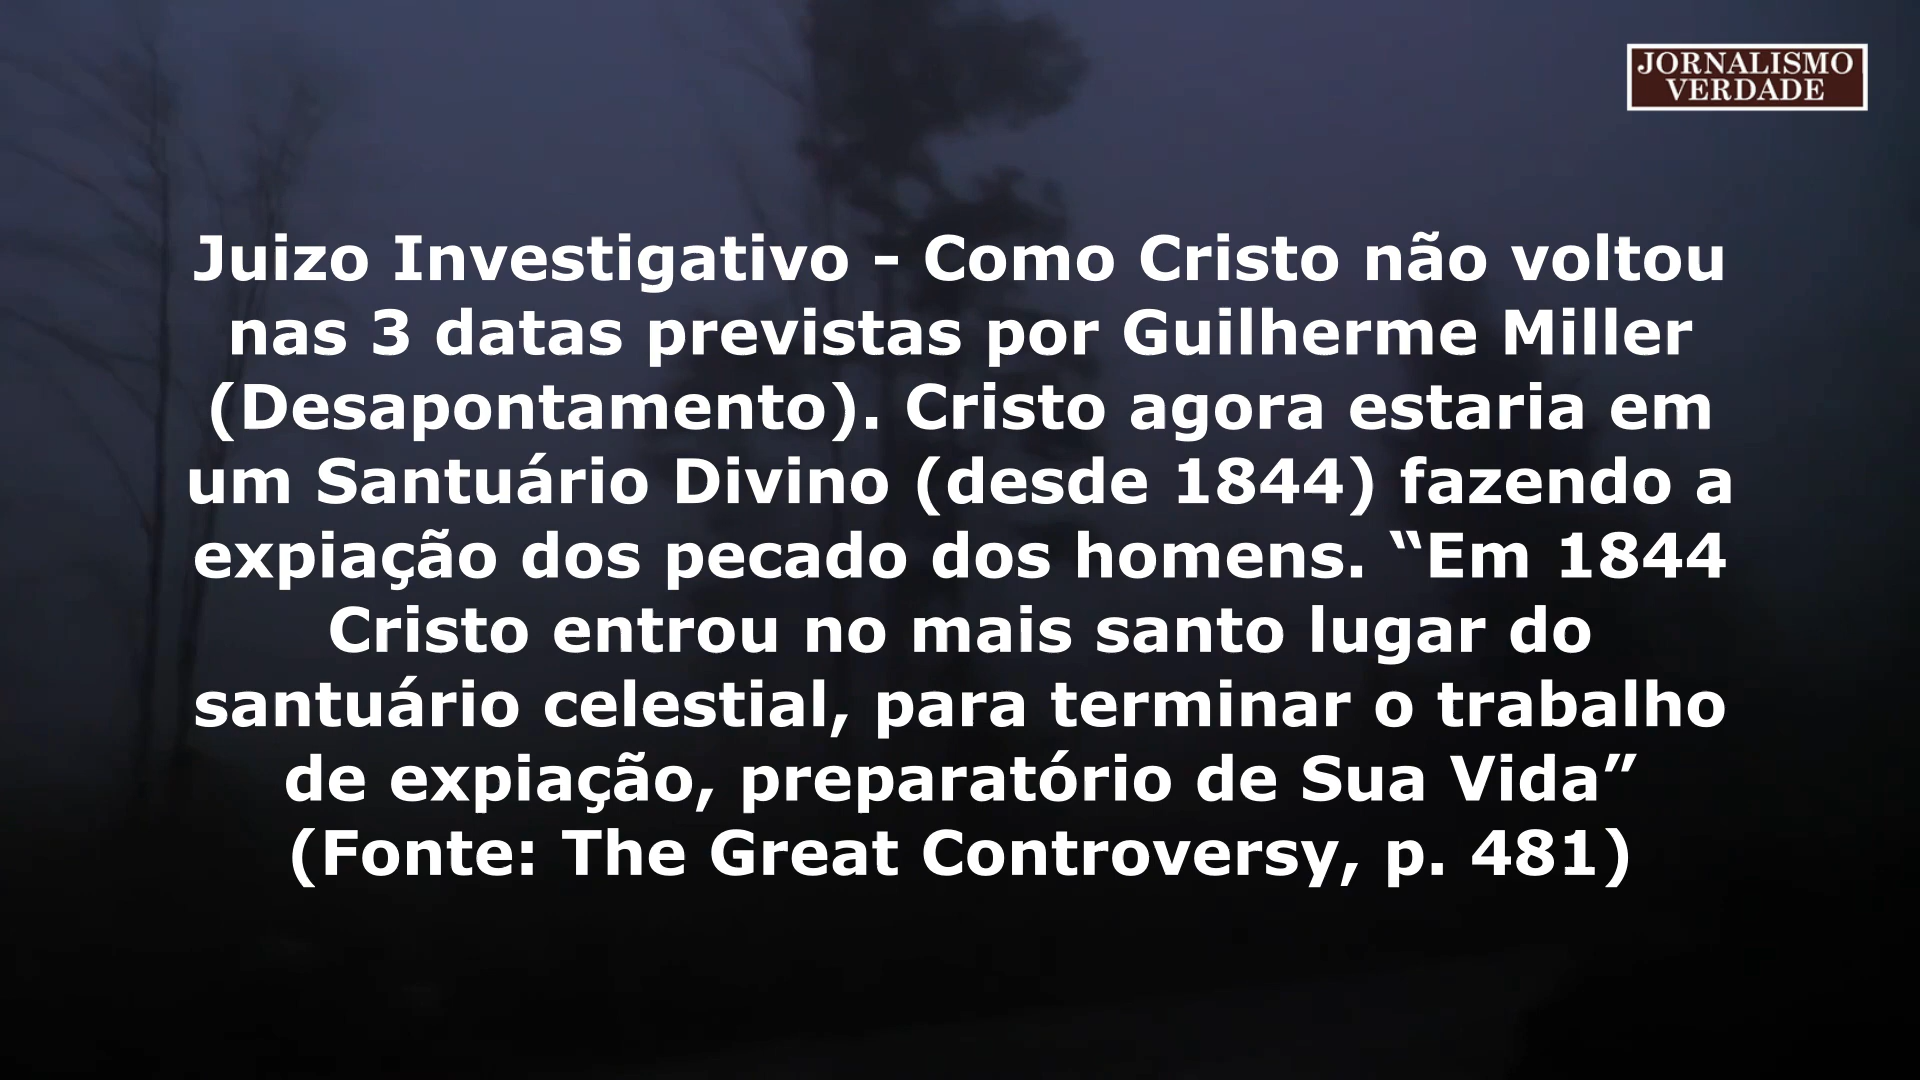 JORNALISMO
VERDADE
Juizo Investigativo - Como Cristo não voltou
nas 3 datas previstas por Guilherme Miller
(Desapontamento). Cristo agora estaria em
um Santuário Divino (desde 1844) fazendo a
expiação dos pecado dos homens. “Em 1844
Cristo entrou no mais santo lugar do
santuário celestial, para terminar o trabalho
de expiação, preparatório de Sua Vida”
(Fonte: The Great Controversy, p. 481)